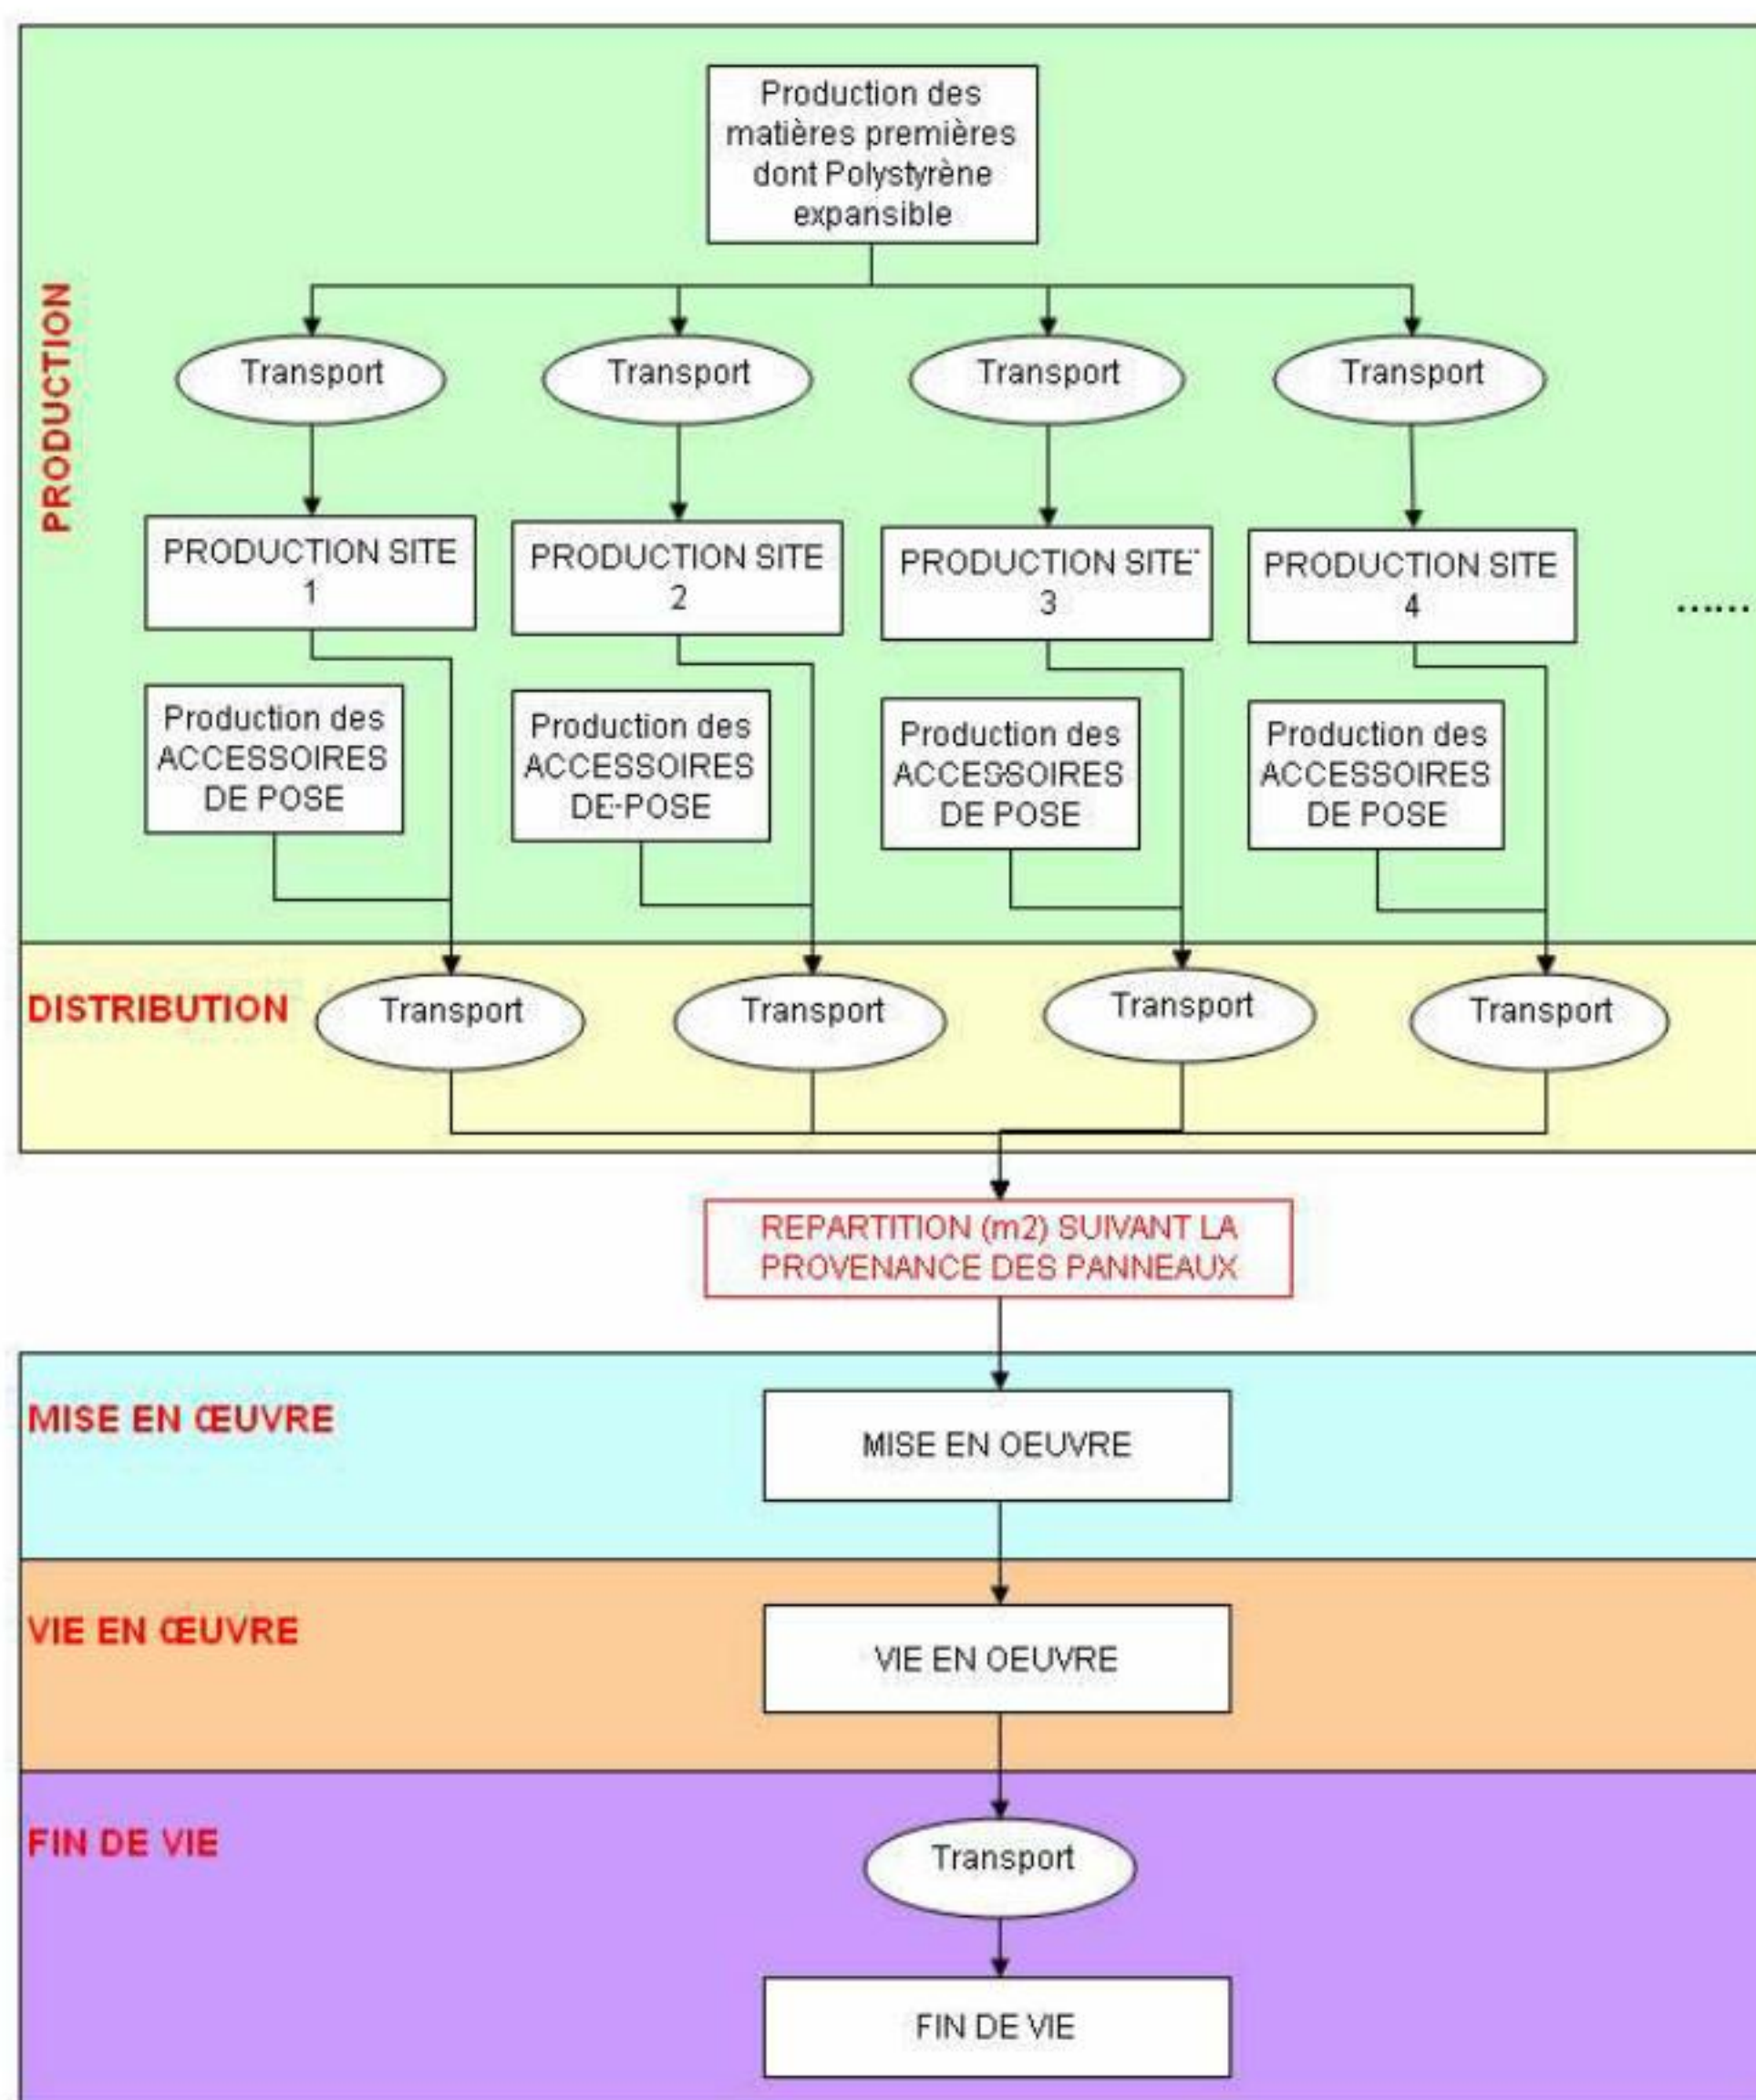 Production des
matières premières
dont Polystyrène
expansible
PRODUCTION
Transport
Transport
Transport
Transport
PRODUCTION SITE
1
PRODUCTION SITE
2
PRODUCTION SITE
3
PRODUCTION SITE
4
......
Production des
ACCESSOIRES
DE POSE
Production des
ACCESSOIRES
DE POSE
Production des
ACCESSOIRES
DE POSE
Production des
ACCESSOIRES
DE POSE
DISTRIBUTION
Transport
Transport
Transport
Transport
REPARTITION (m2) SUIVANT LA
PROVENANCE DES PANNEAUX
MISE EN ŒUVRE
MISE EN OEUVRE
VIE EN ŒUVRE
VIE EN OEUVRE
FIN DE VIE
Transport
FIN DE VIE